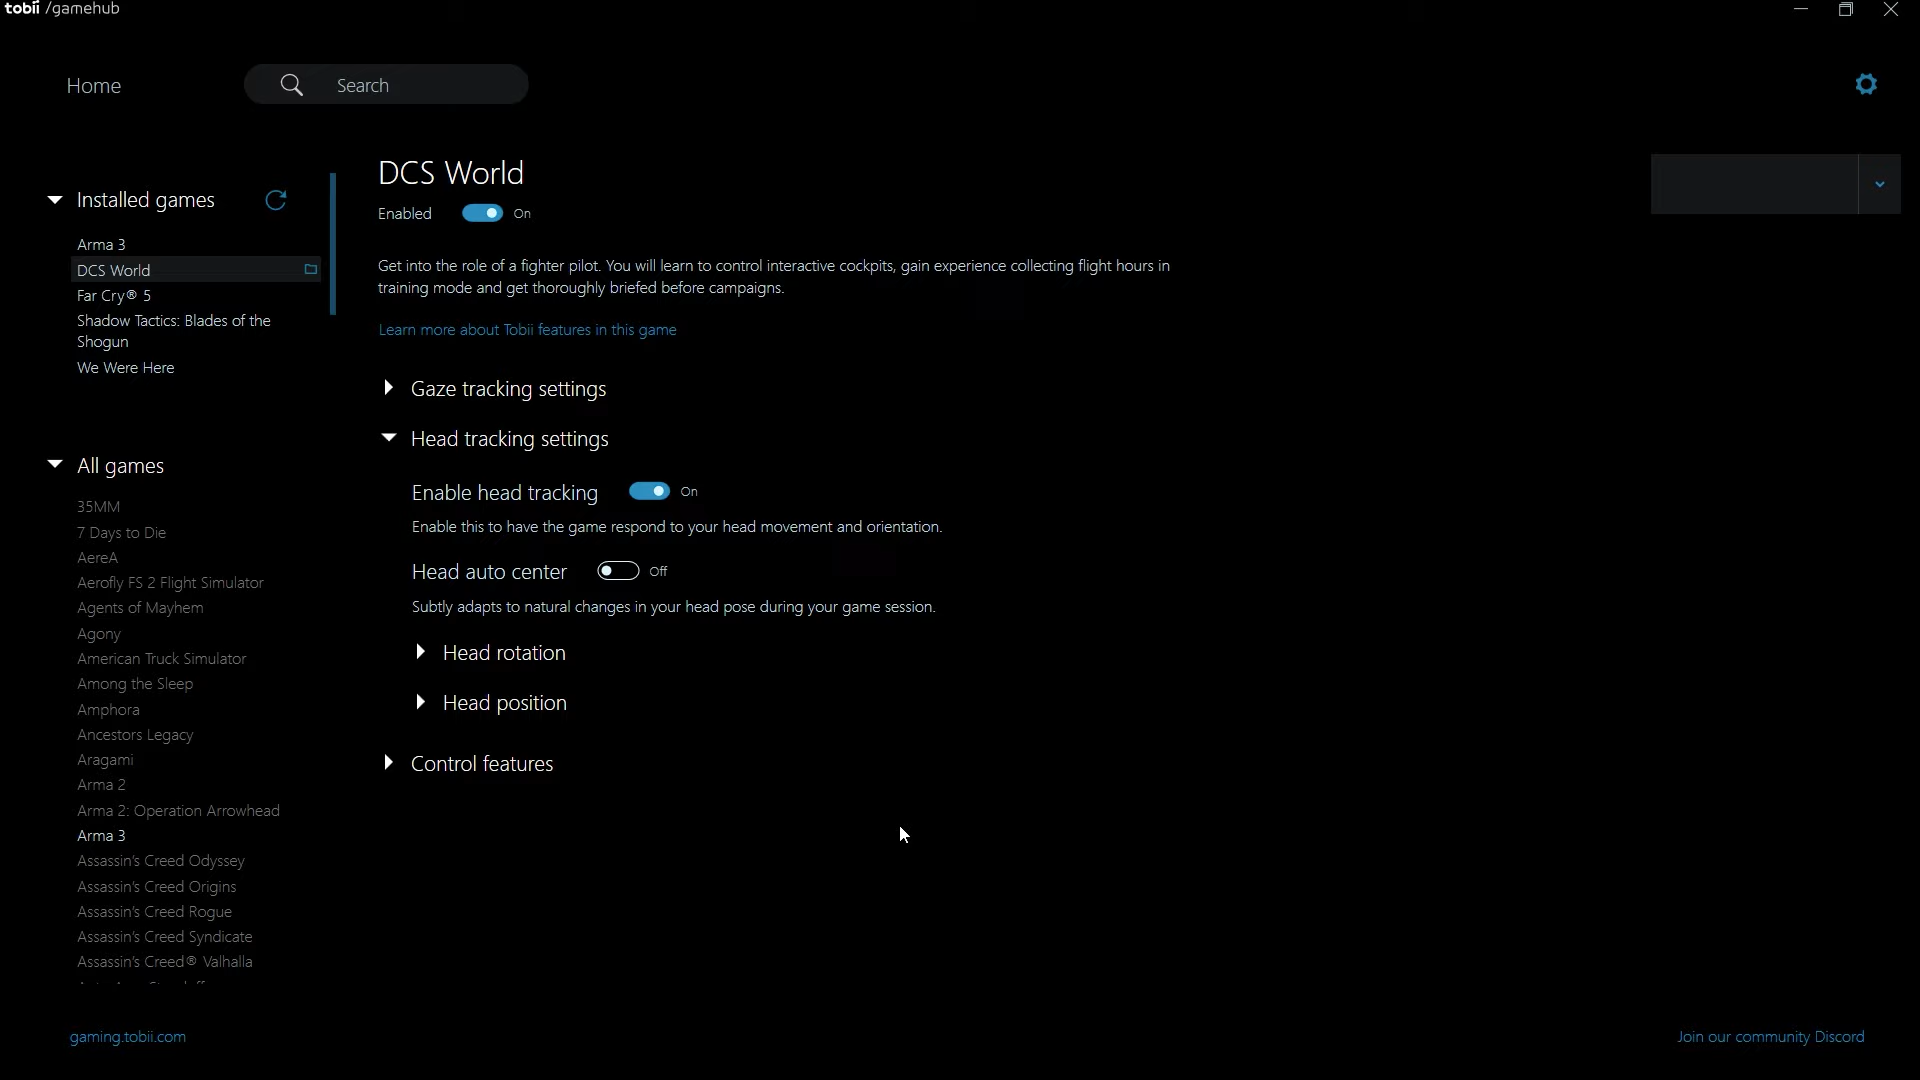 tobii /gamehub
Home
Search
Installed games
Arma 3
DCS World
Far Cry® 5
Shadow Tactics: Blades of the
Shogun
We Were Here
All games
35MM
7 Days to Die
AereA
Aerofly FS 2 Flight Simulator
Agents of Mayhem
Agony
American Truck Simulator
Among the Sleep
Amphora
Ancestors Legacy
Aragami
Arma 2
Arma 2: Operation Arrowhead
Arma 3
Assassin's Creed Odyssey
Assassin's Creed Origins
Assassin's Creed Rogue
Assassin's Creed Syndicate
Assassin's Creed® Valhalla
DCS World
Enabled On
Get into the role of a fighter pilot. You will learn to control interactive cockpits, gain experience collecting flight hours in
training mode and get thoroughly briefed before campaigns.
Learn more about Tobii features in this game
Gaze tracking settings
Head tracking settings
Enable head tracking On
Enable this to have the game respond to your head movement and orientation.
Head auto center Off
Subtly adapts to natural changes in your head pose during your game session.
Head rotation
Head position
Control features
gaming.tobii.com
Join our community Discord